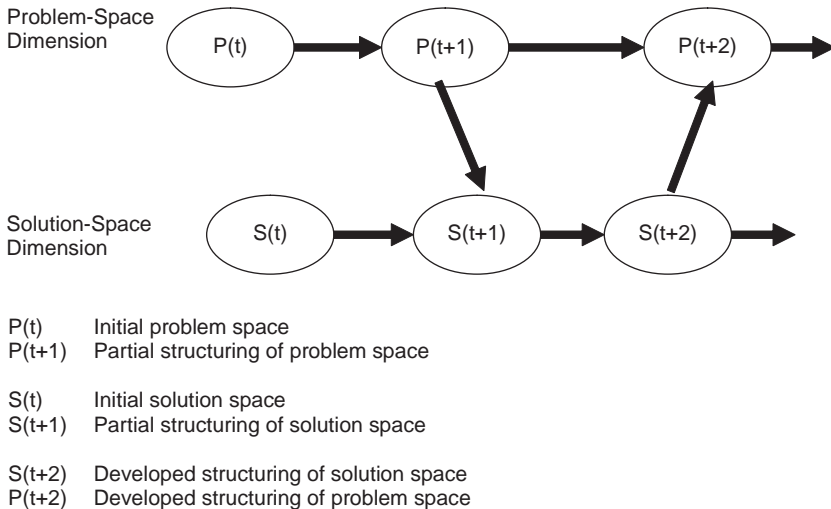 Problem-Space
Dimension
P(t)
P(t+1)
P(t+2)
Solution-Space
Dimension
S(t)
S(t+1)
S(t+2)
P(t) Initial problem space
P(t+1) Partial structuring of problem space
S(t) Initial solution space
S(t+1) Partial structuring of solution space
S(t+2) Developed structuring of solution space
P(t+2) Developed structuring of problem space